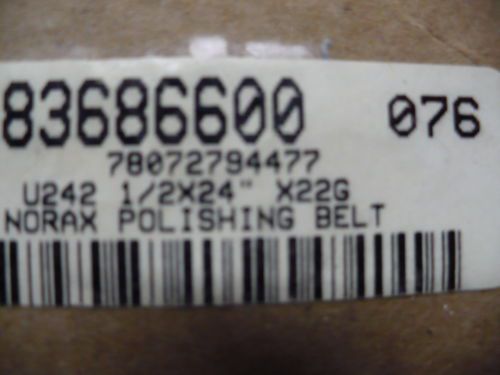 83686600 076
78072794477
U242 1/2X24" X22G
NORAX POLISHING BELT